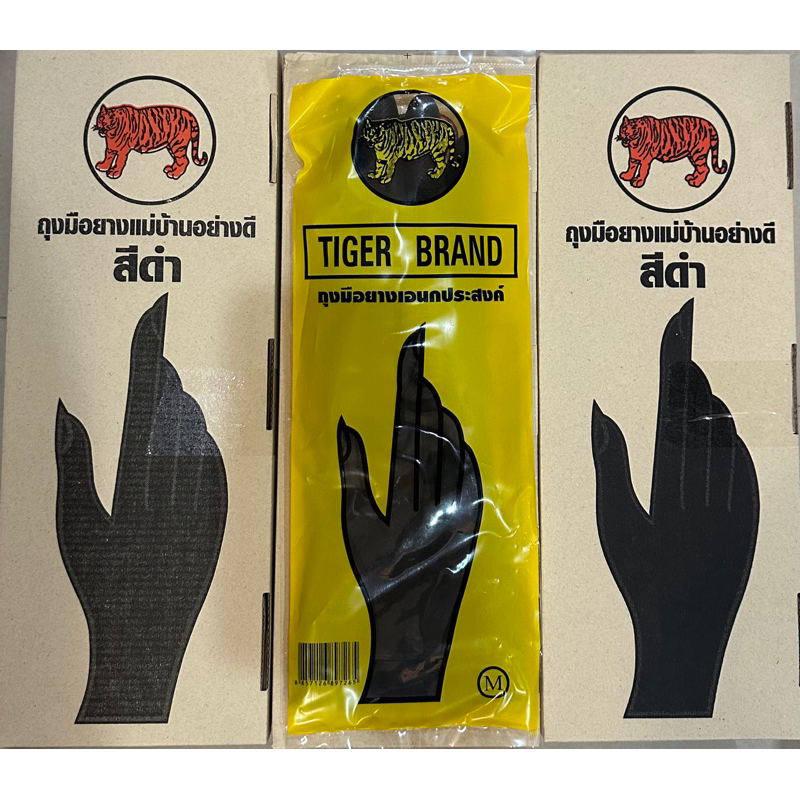 ถุงมือยางแม่บ้านอย่างดี
สีดำ
TIGER BRAND
ถุงมือยางเอนกประสงค์
M
ถุงมือยางแม่บ้านอย่างดี
สีดำ